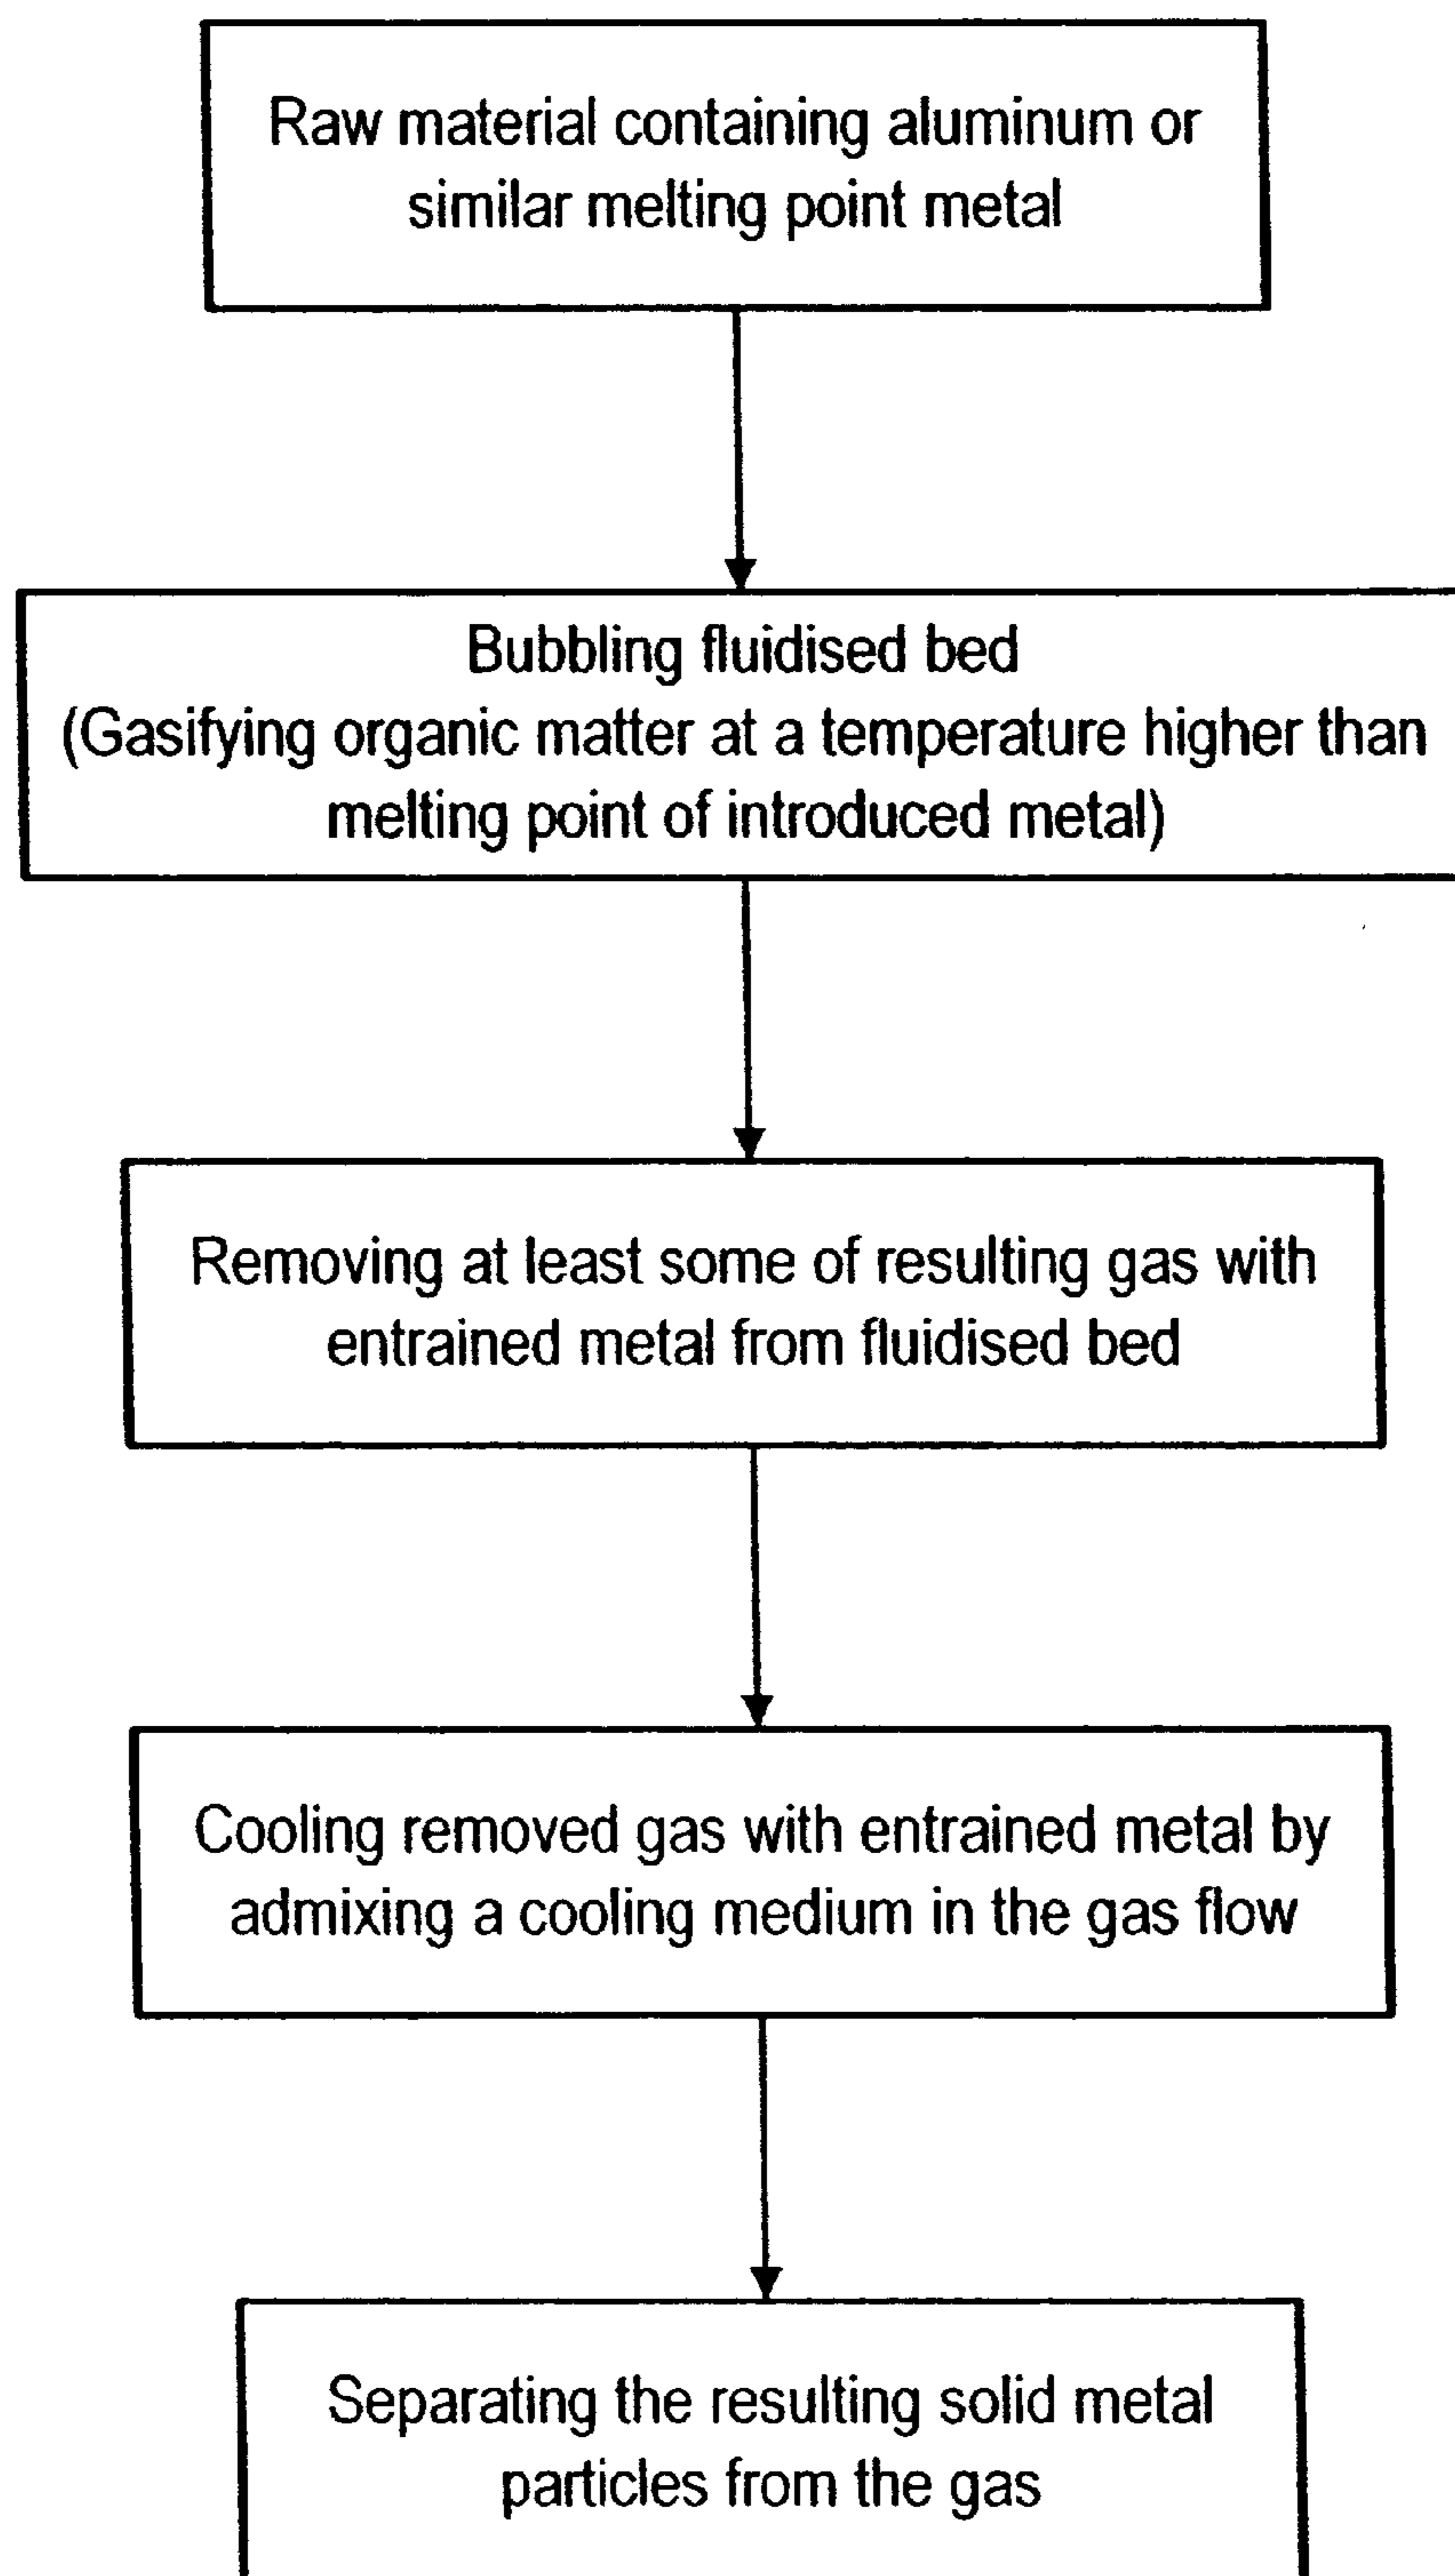 Raw material containing aluminum or
similar melting point metal
Bubbling fluidised bed
(Gasifying organic matter at a temperature higher than
melting point of introduced metal)
Removing at least some of resulting gas with
entrained metal from fluidised bed
Cooling removed gas with entrained metal by
admixing a cooling medium in the gas flow
Separating the resulting solid metal
particles from the gas